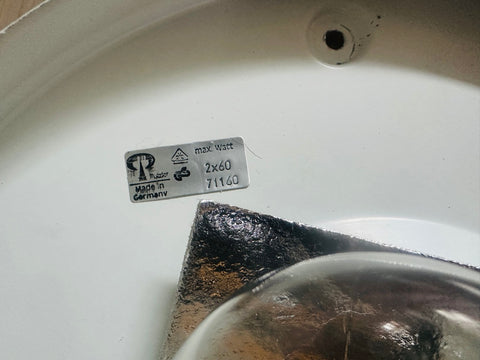 max. Watt
2x60
71160
Made in
Germany